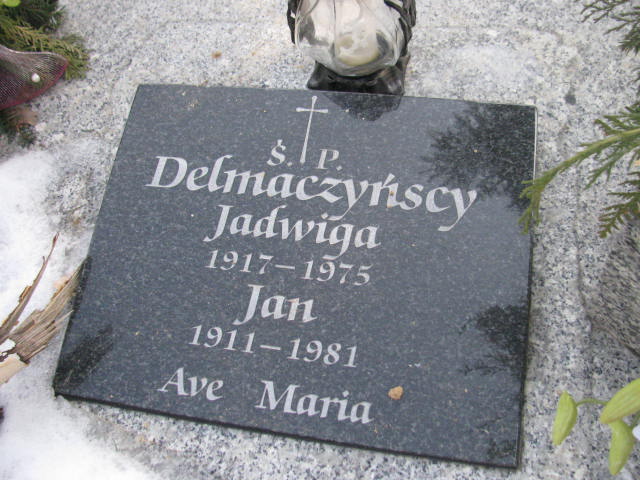 Ś. P.
Delmaczyńscy
Jadwiga
1917–1975
Jan
1911–1981
Ave Maria